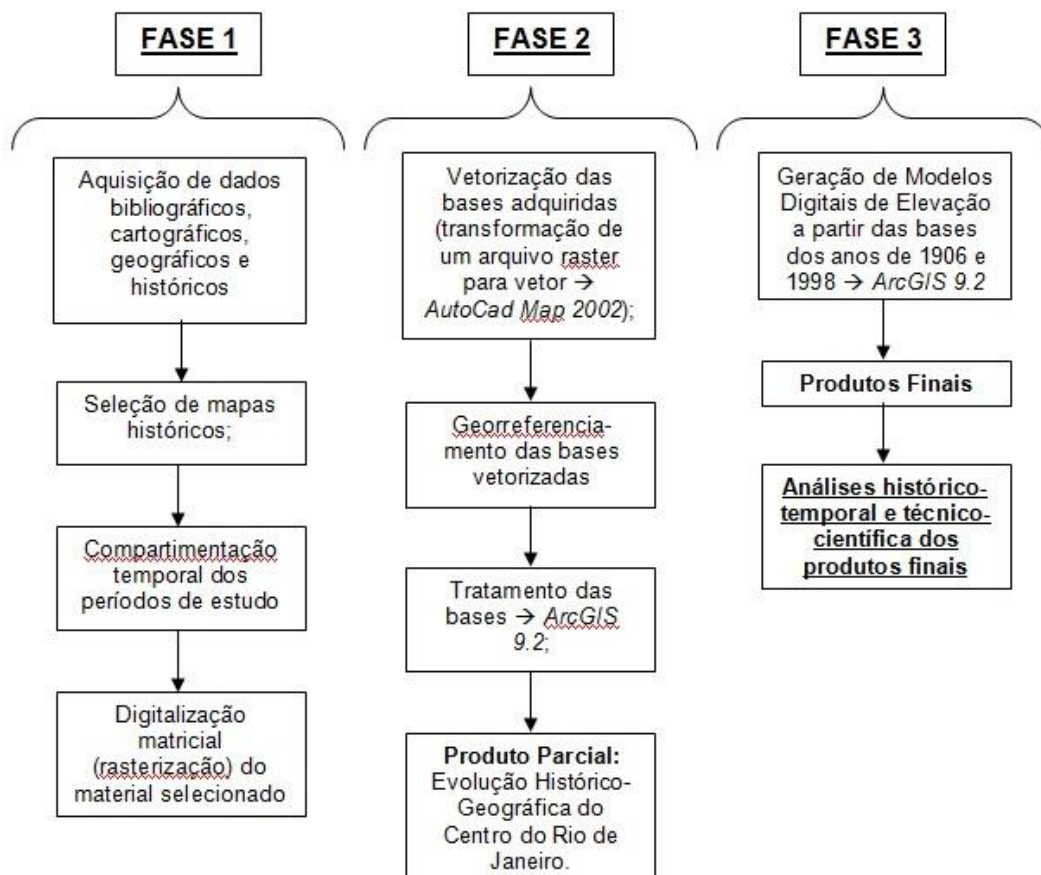 FASE 1
Aquisição de dados
bibliográficos,
cartográficos,
geográficos e
históricos
Seleção de mapas
históricos;
Compartimentação
temporal dos
períodos de estudo
Digitalização
matricial
(rasterização) do
material selecionado
FASE 2
Vetorização das
bases adquiridas
(transformação de
um arquivo raster
para vetor →
AutoCad Map 2002);
Georreferencia-
mento das bases
vetorizadas
Tratamento das
bases → ArcGIS
9.2;
Produto Parcial:
Evolução Histórico-
Geográfica do
Centro do Rio de
Janeiro.
FASE 3
Geração de Modelos
Digitais de Elevação
a partir das bases
dos anos de 1906 e
1998 → ArcGIS 9.2
Produtos Finais
Análises histórico-
temporal e técnico-
científica dos
produtos finais